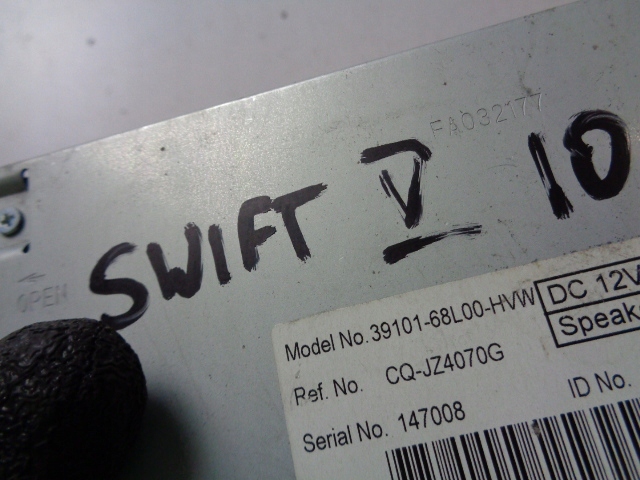 FA032177
SWIFT V 10
OPEN
Model No. 39101-68L00-HVW
DC 12V
Ref. No. CQ-JZ4070G
Speak
Serial No. 147008
ID No.